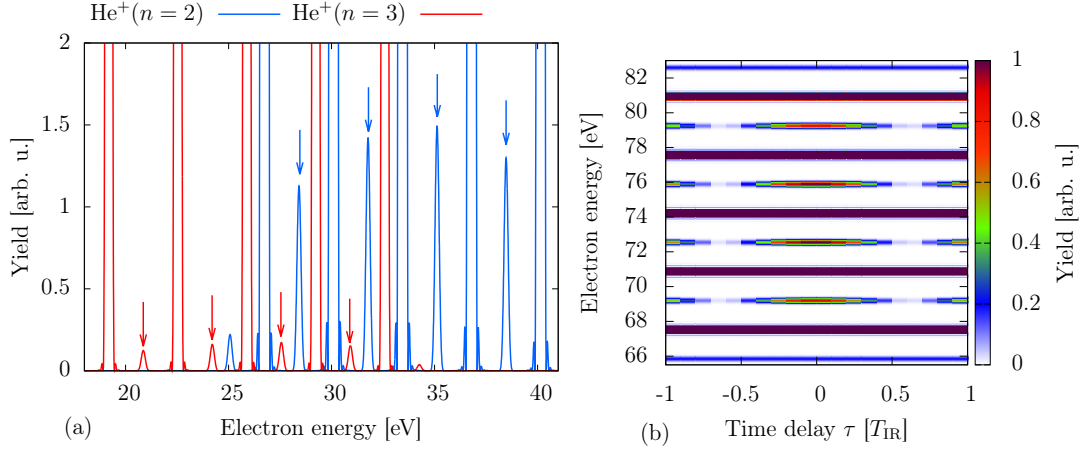 He⁺(n = 2) He⁺(n = 3)
Yield [arb. u.]
2
1.5
1
0.5
0
20 25 30 35 40
Electron energy [eV]
(a)
Electron energy [eV]
82
80
78
76
74
72
70
68
66
-1 -0.5 0 0.5 1
Time delay τ [T_IR]
(b)
1
0.8
0.6
0.4
0.2
0
Yield [arb. u.]